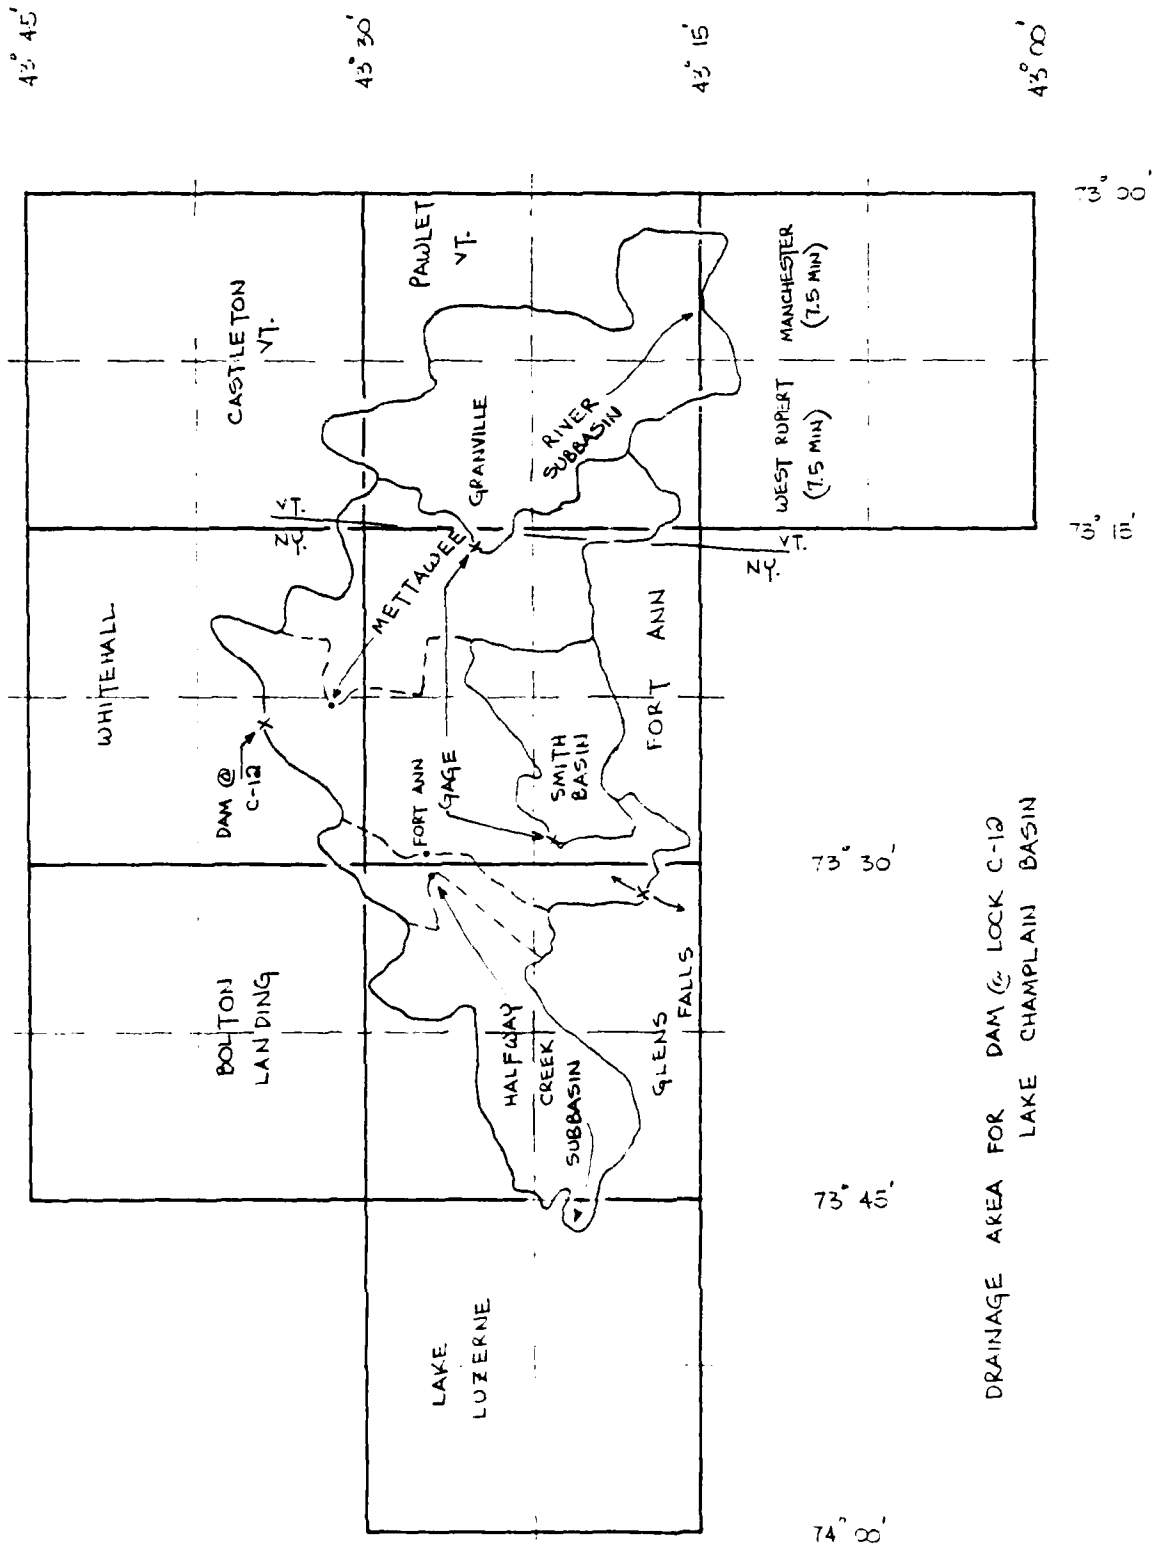 43° 45'
43° 30'
43° 15'
43° 00'
73° 00'
73° 15'
73° 30'
73° 45'
74° 00'
CASTLETON
VT.
PAWLET
VT.
MANCHESTER
(7.5 MIN)
WEST RUPERT
(7.5 MIN)
GRANVILLE
RIVER
SUBBASIN
VT.
N.Y.
METTAWEE
VT.
N.Y.
WHITEHALL
FORT ANN
DAM @
C-12
FORT ANN
GAGE
SMITH
BASIN
BOLTON
LANDING
HALFWAY
CREEK
SUBBASIN
GLENS
FALLS
LAKE
LUZERNE
DRAINAGE AREA FOR DAM @ LOCK C-12
LAKE CHAMPLAIN BASIN